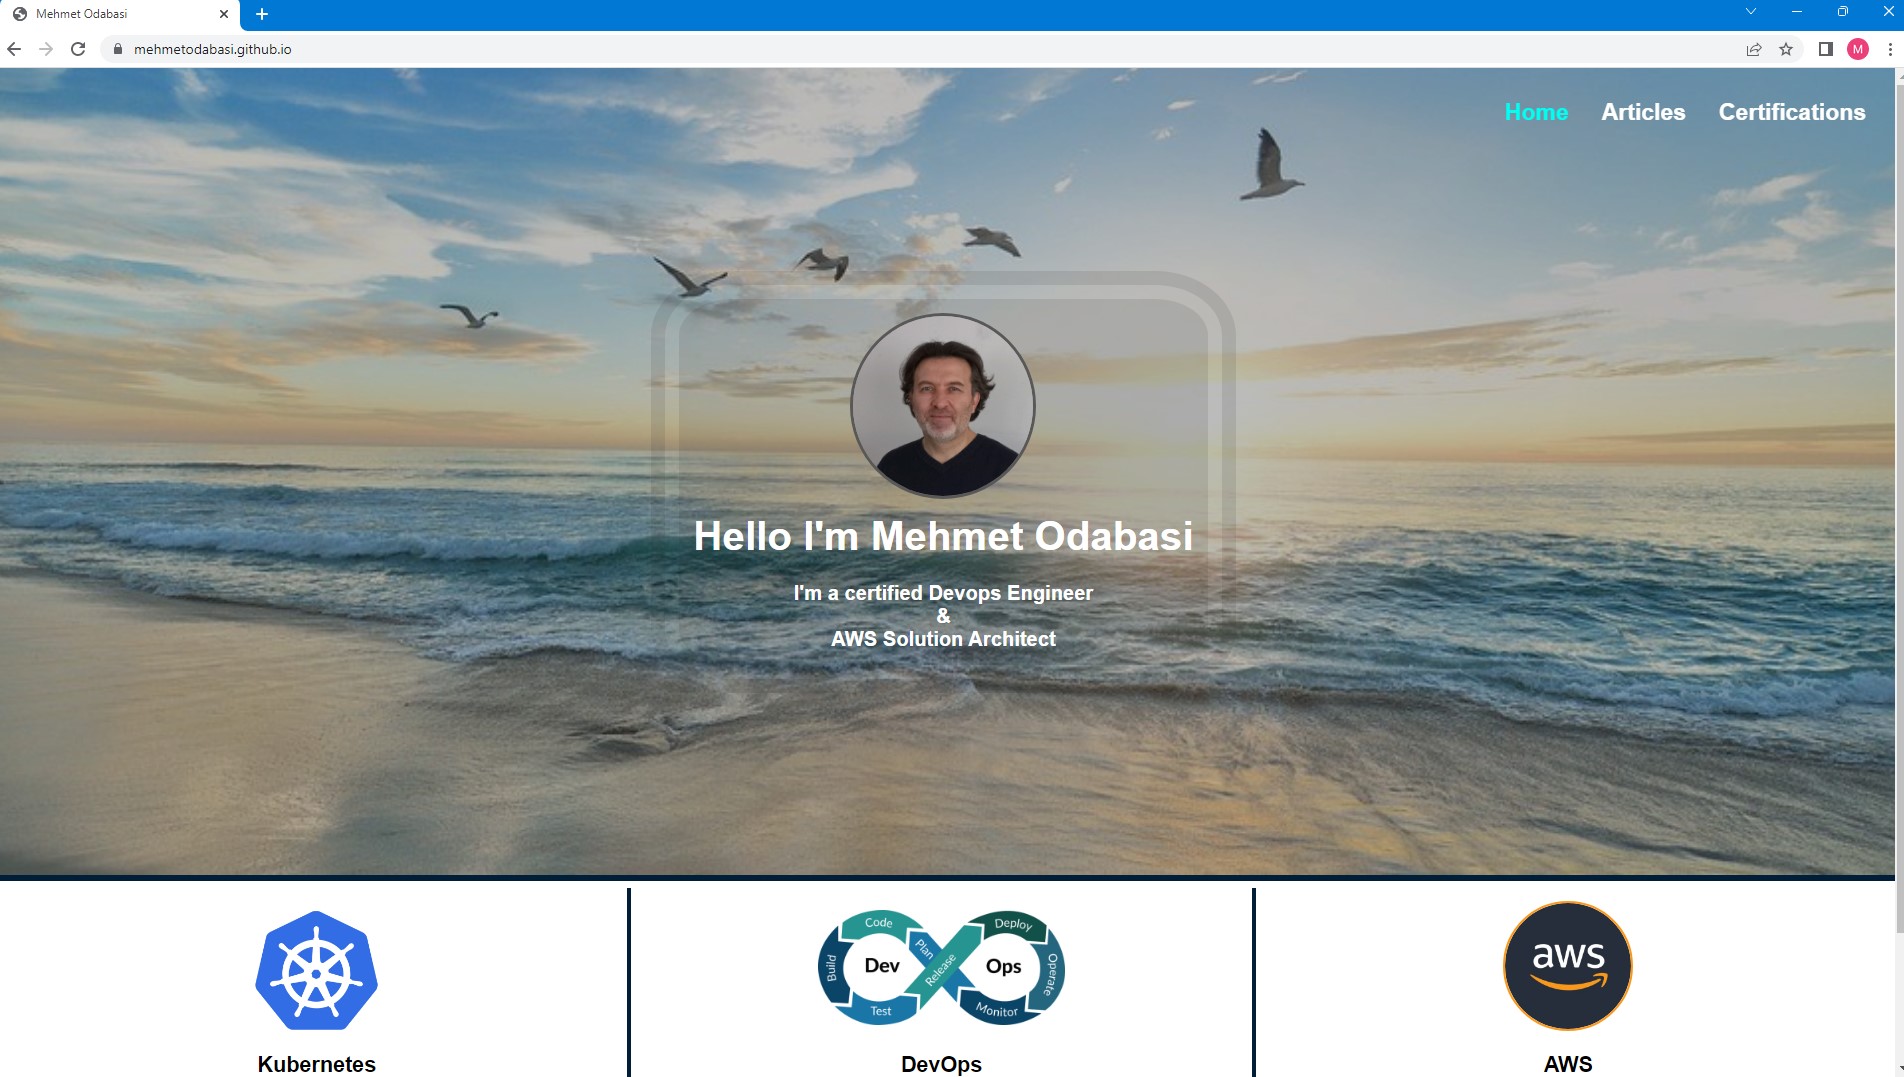 Mehmet Odabasi
mehmetodabasi.github.io
M
Home Articles Certifications
Hello I'm Mehmet Odabasi
I'm a certified Devops Engineer
&
AWS Solution Architect
Kubernetes
Code
Build
Dev
Test
Plan
Release
Deploy
Ops
Operate
Monitor
DevOps
aws
AWS